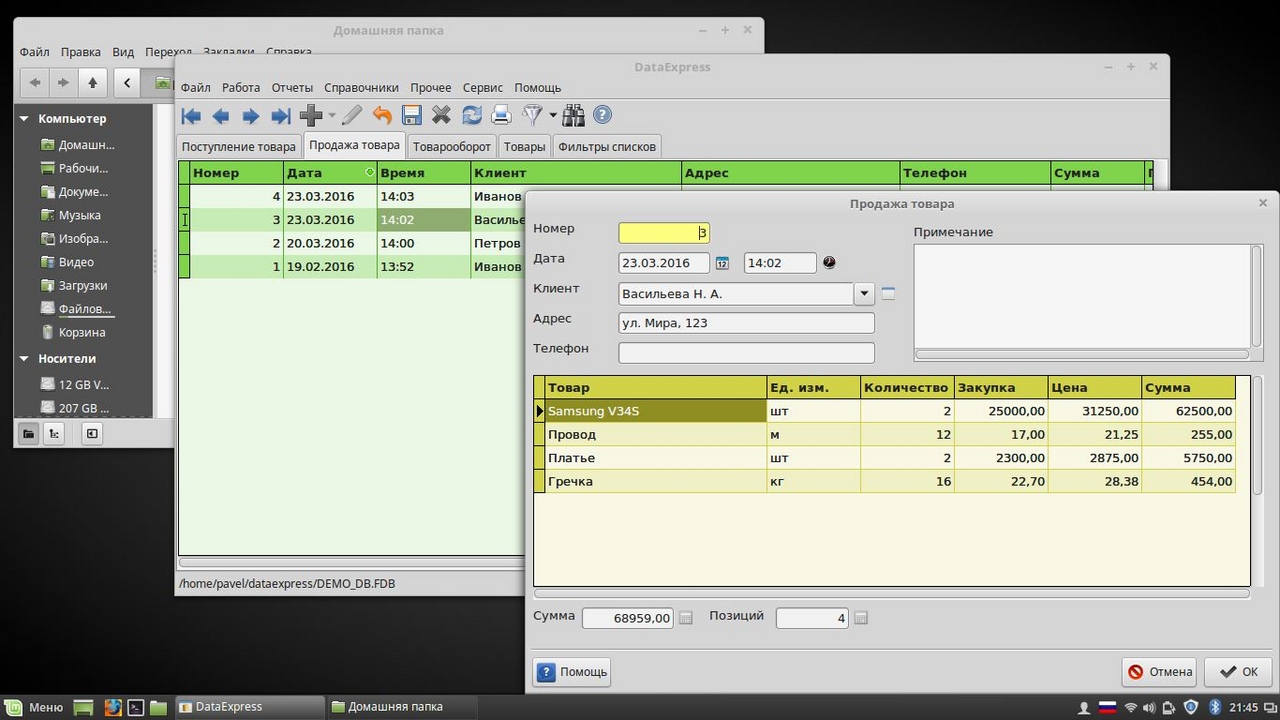 Домашняя папка
Файл Правка Вид Переход Закладки Справка
Компьютер
Домашн...
Рабочи...
Докуме...
Музыка
Изобра...
Видео
Загрузки
Файлов...
Корзина
Носители
12 GB V...
207 GB ...
DataExpress
Файл Работа Отчеты Справочники Прочее Сервис Помощь
Поступление товара Продажа товара Товарооборот Товары Фильтры списков
Номер Дата Время Клиент Адрес Телефон Сумма
4 23.03.2016 14:03 Иванов
3 23.03.2016 14:02 Василье
2 20.03.2016 14:00 Петров
1 19.02.2016 13:52 Иванов
/home/pavel/dataexpress/DEMO_DB.FDB
Продажа товара
Номер 3 Примечание
Дата 23.03.2016 12 14:02
Клиент Васильева Н. А.
Адрес ул. Мира, 123
Телефон
Товар Ед. изм. Количество Закупка Цена Сумма
Samsung V34S шт 2 25000,00 31250,00 62500,00
Провод м 12 17,00 21,25 255,00
Платье шт 2 2300,00 2875,00 5750,00
Гречка кг 16 22,70 28,38 454,00
Сумма 68959,00 Позиций 4
Помощь Отмена OK
Меню DataExpress Домашняя папка 21:45